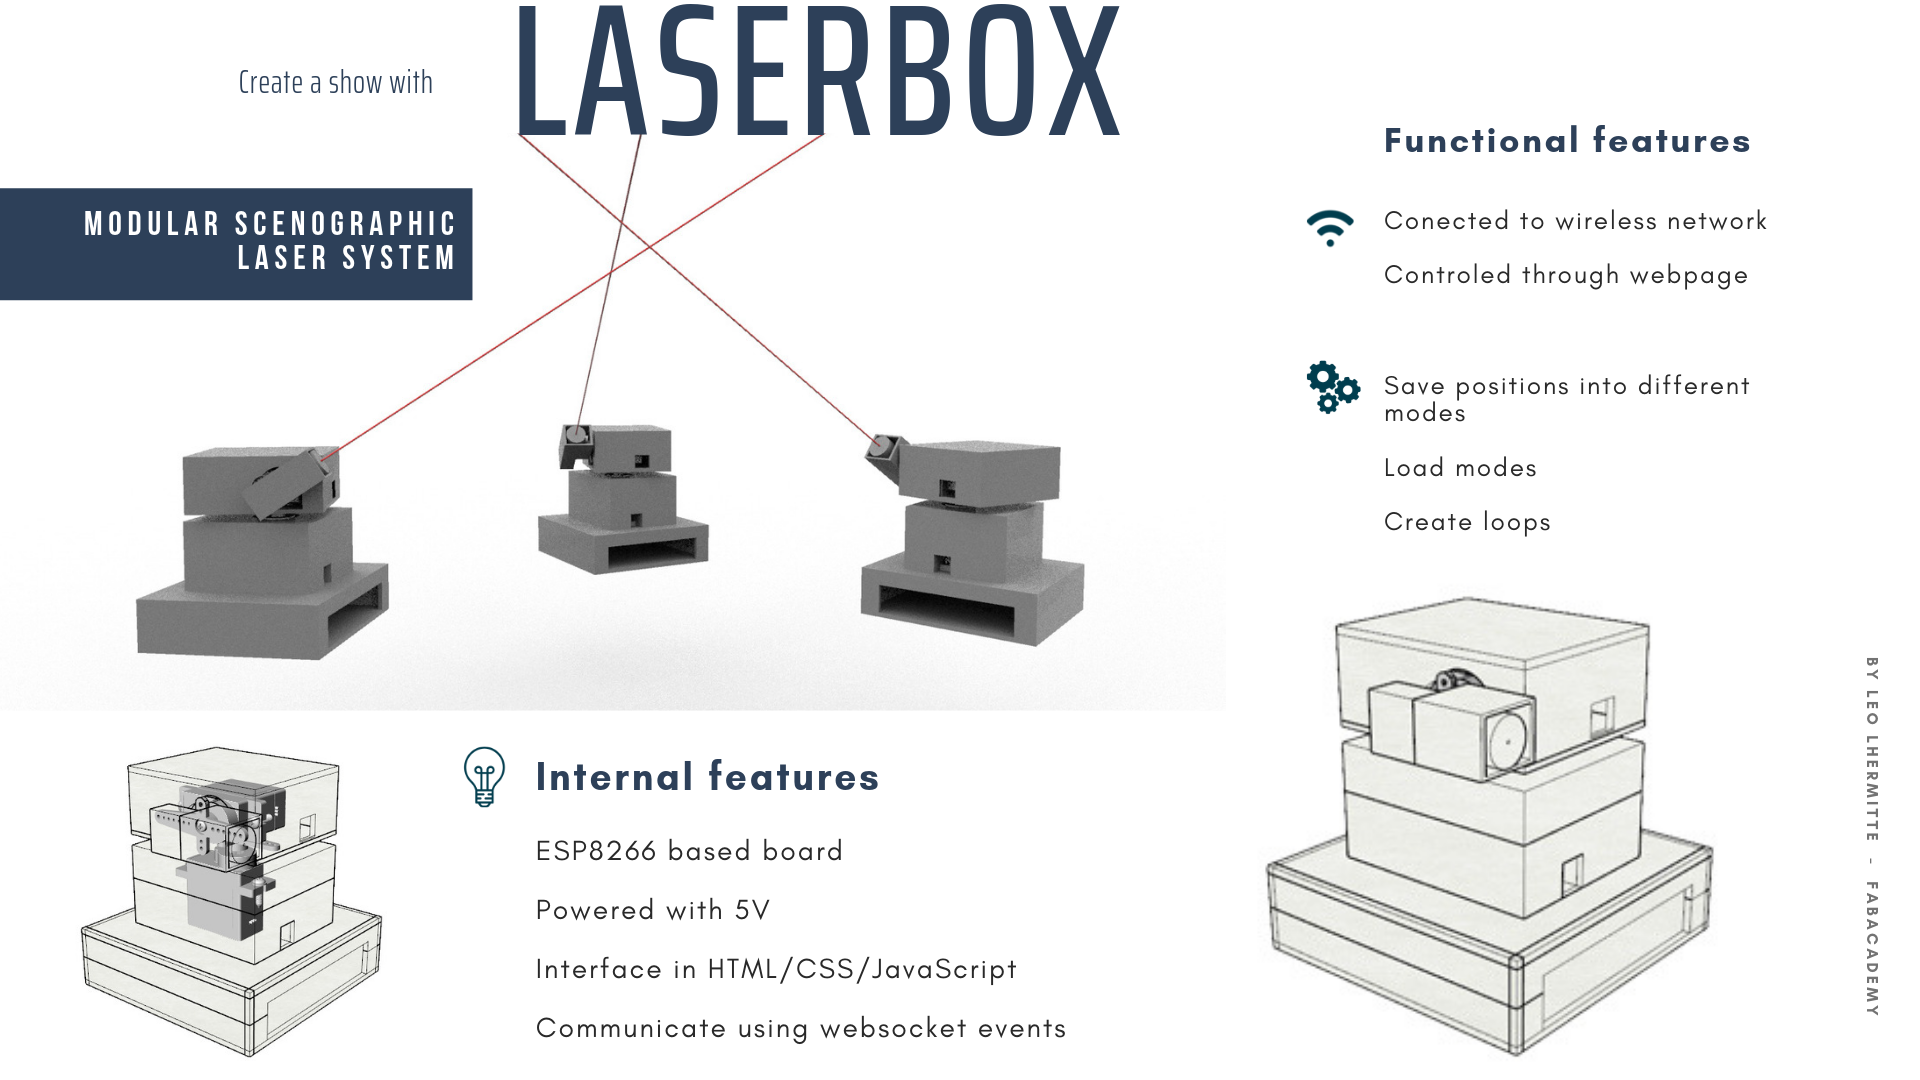 Create a show with
LASERBOX
MODULAR SCENOGRAPHIC
LASER SYSTEM
Functional features
Conected to wireless network
Controled through webpage
Save positions into different
modes
Load modes
Create loops
Internal features
ESP8266 based board
Powered with 5V
Interface in HTML/CSS/JavaScript
Communicate using websocket events
BY LEO LHERMITTE - FABACADEMY